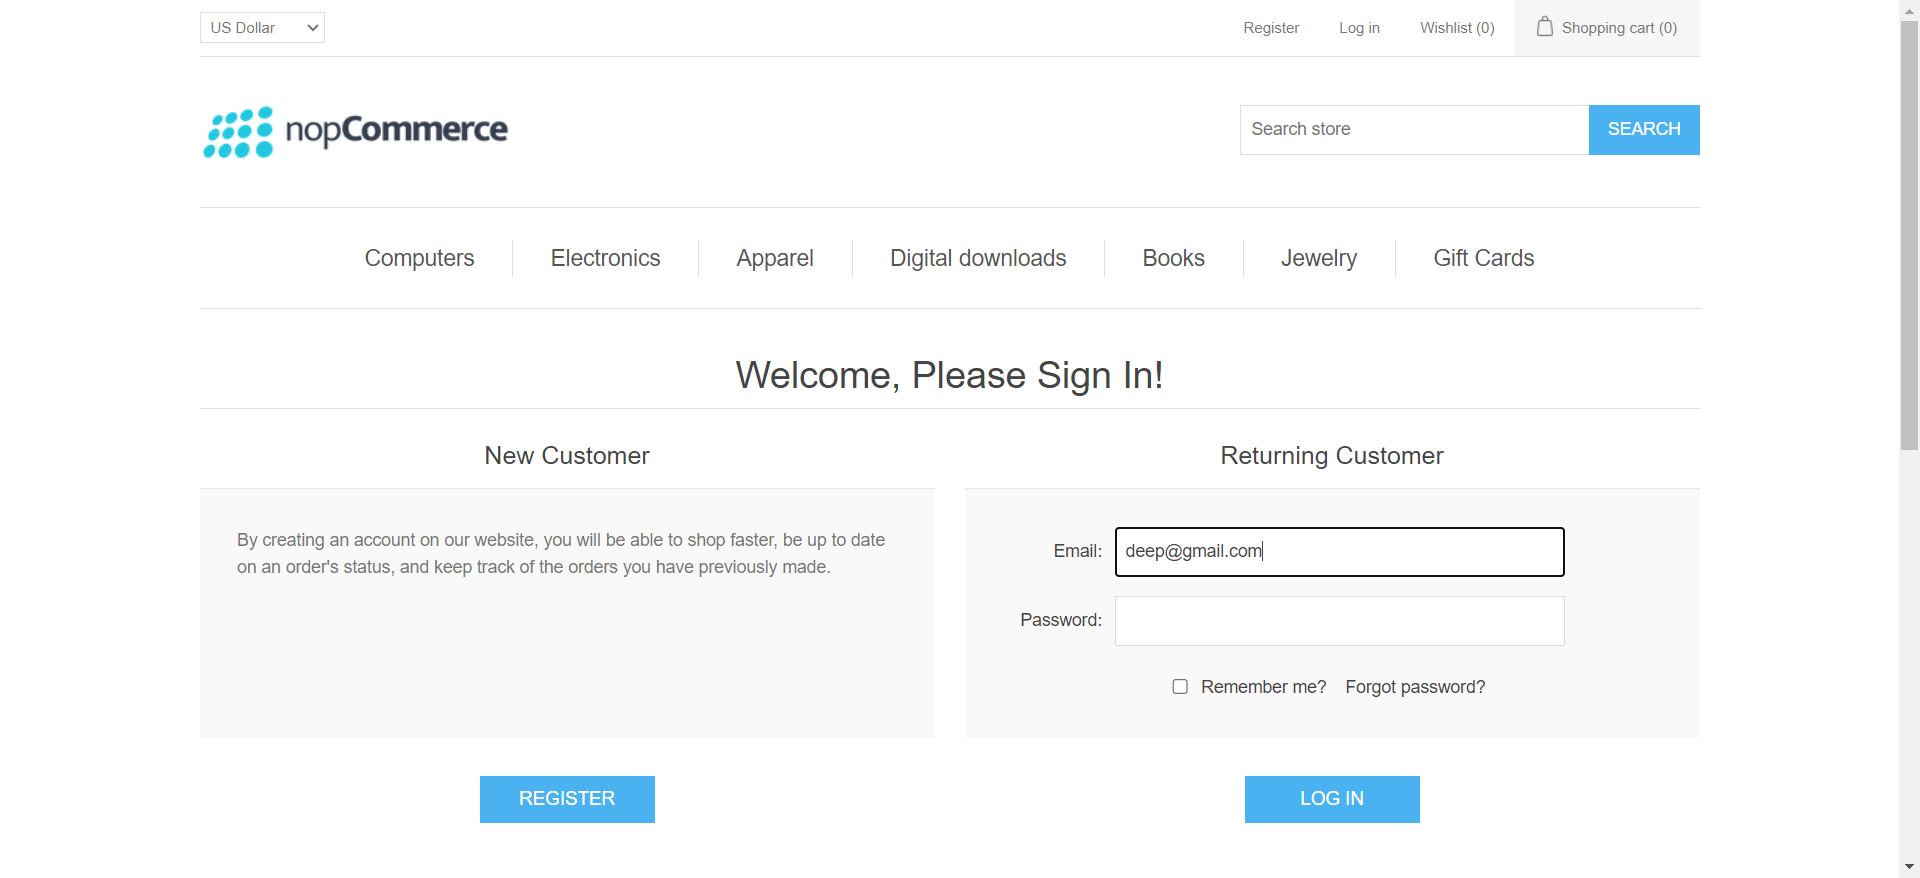 US Dollar
Register
Log in
Wishlist (0)
Shopping cart (0)
nopCommerce
Search store
SEARCH
Computers
Electronics
Apparel
Digital downloads
Books
Jewelry
Gift Cards
Welcome, Please Sign In!
New Customer
By creating an account on our website, you will be able to shop faster, be up to date
on an order's status, and keep track of the orders you have previously made.
REGISTER
Returning Customer
Email: deep@gmail.com
Password:
Remember me? Forgot password?
LOG IN